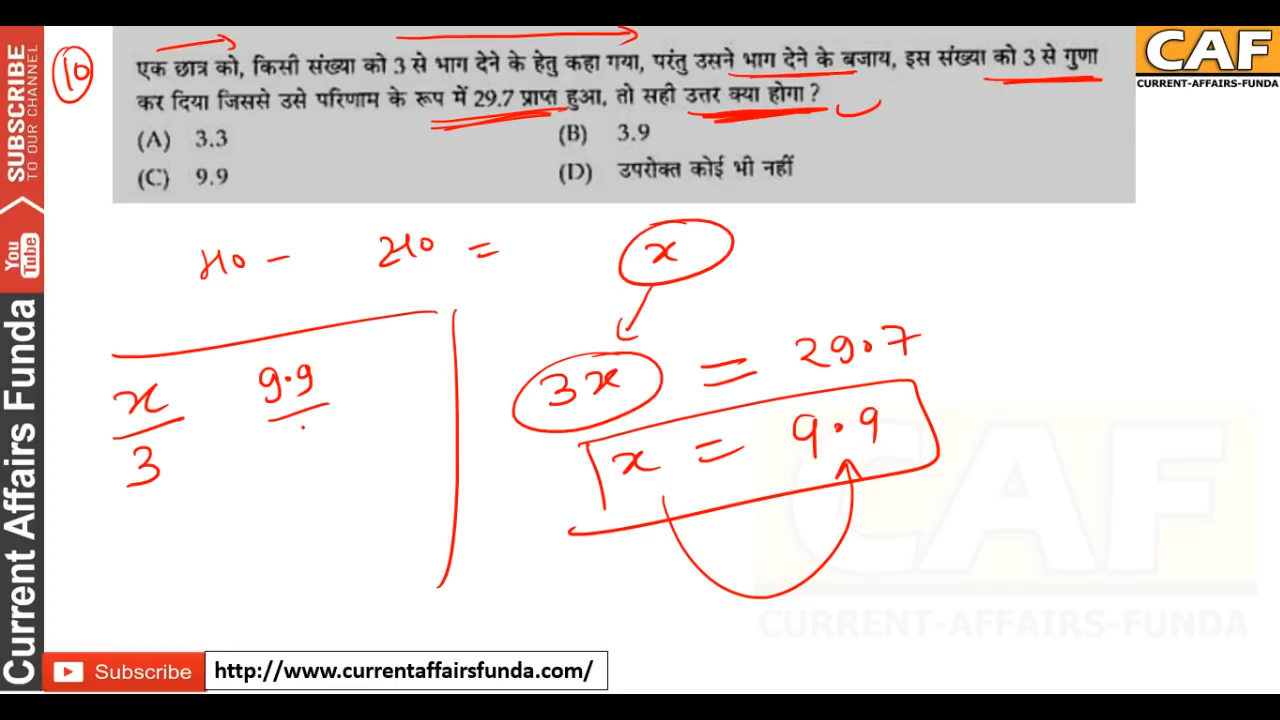 SUBSCRIBE
TO OUR CHANNEL
You Tube
Current Affairs Funda
CAF
CURRENT-AFFAIRS-FUNDA
10
एक छात्र को, किसी संख्या को 3 से भाग देने के हेतु कहा गया, परंतु उसने भाग देने के बजाय, इस संख्या को 3 से गुणा
कर दिया जिससे उसे परिणाम के रूप में 29.7 प्राप्त हुआ, तो सही उत्तर क्या होगा ?
(A) 3.3 (B) 3.9
(C) 9.9 (D) उपरोक्त कोई भी नहीं
= x
3x = 29.7
x = 9.9
x/3 9.9
CAF
CURRENT-AFFAIRS-FUNDA
Subscribe http://www.currentaffairsfunda.com/